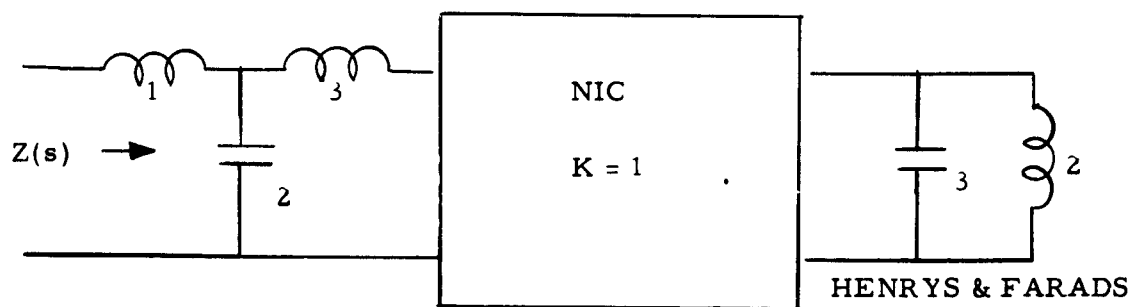 1
3
NIC
Z(s)
K = 1
2
3
2
HENRYS & FARADS